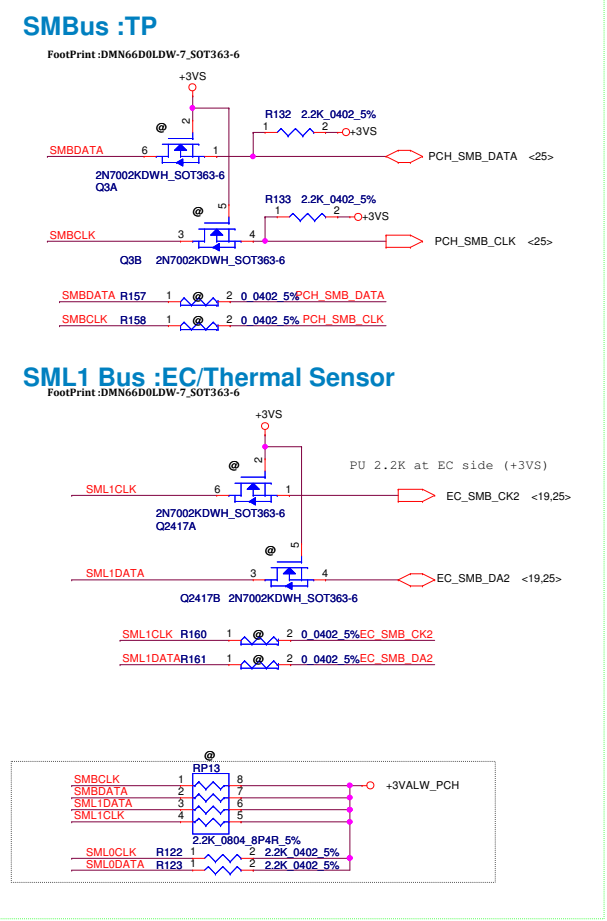 SMBus :TP
FootPrint :DMN66D0LDW-7_SOT363-6
+3VS
R132 2.2K_0402_5%
@ 2 1 2 +3VS
SMBDATA 6 1 PCH_SMB_DATA <25>
2N7002KDWH_SOT363-6
Q3A
R133 2.2K_0402_5%
@ 5 1 2 +3VS
SMBCLK 3 4 PCH_SMB_CLK <25>
Q3B 2N7002KDWH_SOT363-6
SMBDATA R157 1 @ 2 0_0402_5% PCH_SMB_DATA
SMBCLK R158 1 @ 2 0_0402_5% PCH_SMB_CLK
SML1 Bus :EC/Thermal Sensor
FootPrint :DMN66D0LDW-7_SOT363-6
+3VS
@ 2 PU 2.2K at EC side (+3VS)
SML1CLK 6 1 EC_SMB_CK2 <19,25>
2N7002KDWH_SOT363-6
Q2417A
@ 5
SML1DATA 3 4 EC_SMB_DA2 <19,25>
Q2417B 2N7002KDWH_SOT363-6
SML1CLK R160 1 @ 2 0_0402_5% EC_SMB_CK2
SML1DATA R161 1 @ 2 0_0402_5% EC_SMB_DA2
@
RP13
SMBCLK 1 8 +3VALW_PCH
SMBDATA 2 7
SML1DATA 3 6
SML1CLK 4 5
2.2K_0804_8P4R_5%
SML0CLK R122 1 2 2.2K_0402_5%
SML0DATA R123 1 2 2.2K_0402_5%